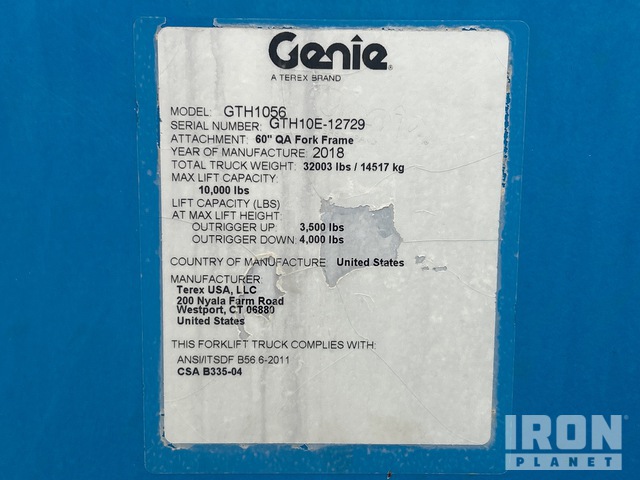 Genie®
A TEREX BRAND
MODEL: GTH1056
SERIAL NUMBER: GTH10E-12729
ATTACHMENT: 60" QA Fork Frame
YEAR OF MANUFACTURE 2018
TOTAL TRUCK WEIGHT: 32003 lbs / 14517 kg
MAX LIFT CAPACITY:
10,000 lbs
LIFT CAPACITY (LBS)
AT MAX LIFT HEIGHT:
OUTRIGGER UP: 3,500 lbs
OUTRIGGER DOWN: 4,000 lbs
COUNTRY OF MANUFACTURE United States
MANUFACTURER:
Terex USA, LLC
200 Nyala Farm Road
Westport, CT 06880
United States
THIS FORKLIFT TRUCK COMPLIES WITH:
ANSI/ITSDF B56 6-2011
CSA B335-04
IRON
PLANET